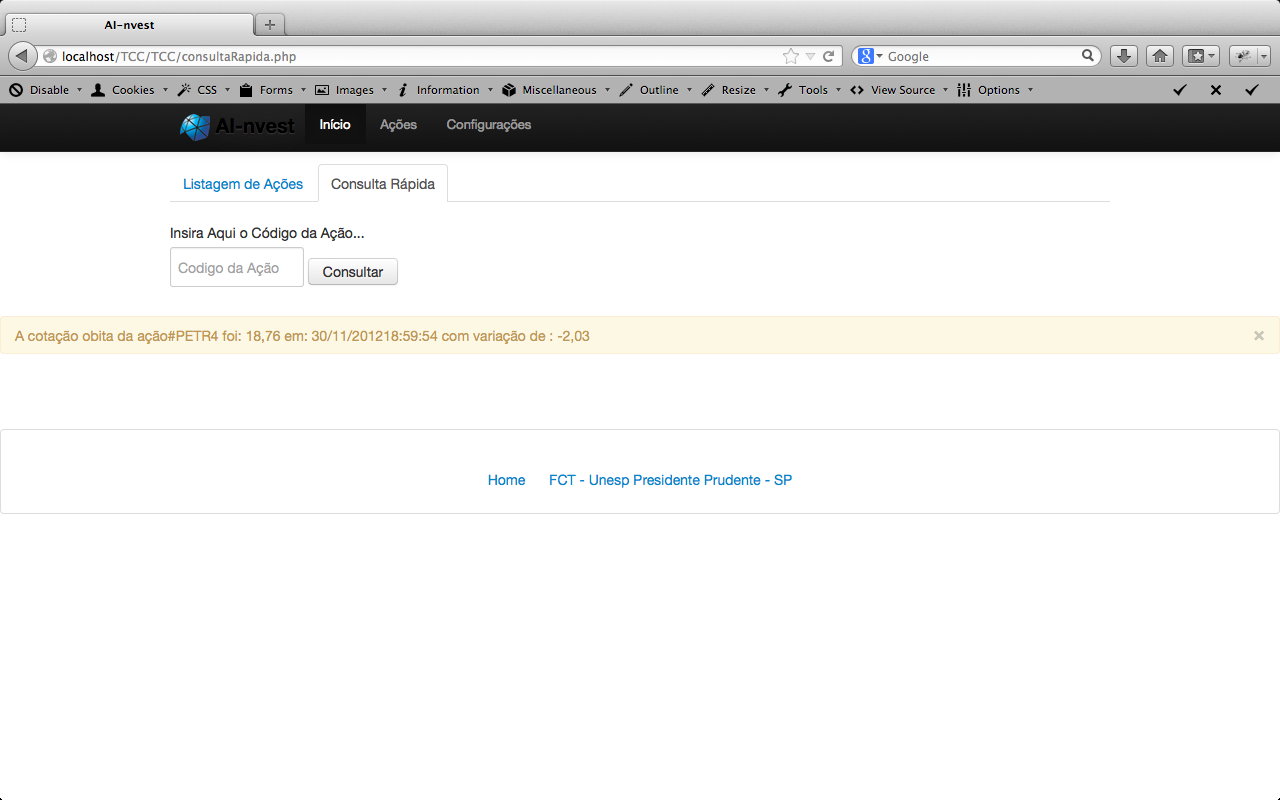 AI-nvest
localhost/TCC/TCC/consultaRapida.php
Google
Disable Cookies CSS Forms Images Information Miscellaneous Outline Resize Tools View Source Options
AI-nvest Início Ações Configurações
Listagem de Ações Consulta Rápida
Insira Aqui o Código da Ação...
Codigo da Ação Consultar
A cotação obita da ação#PETR4 foi: 18,76 em: 30/11/201218:59:54 com variação de : -2,03 ×
Home FCT - Unesp Presidente Prudente - SP